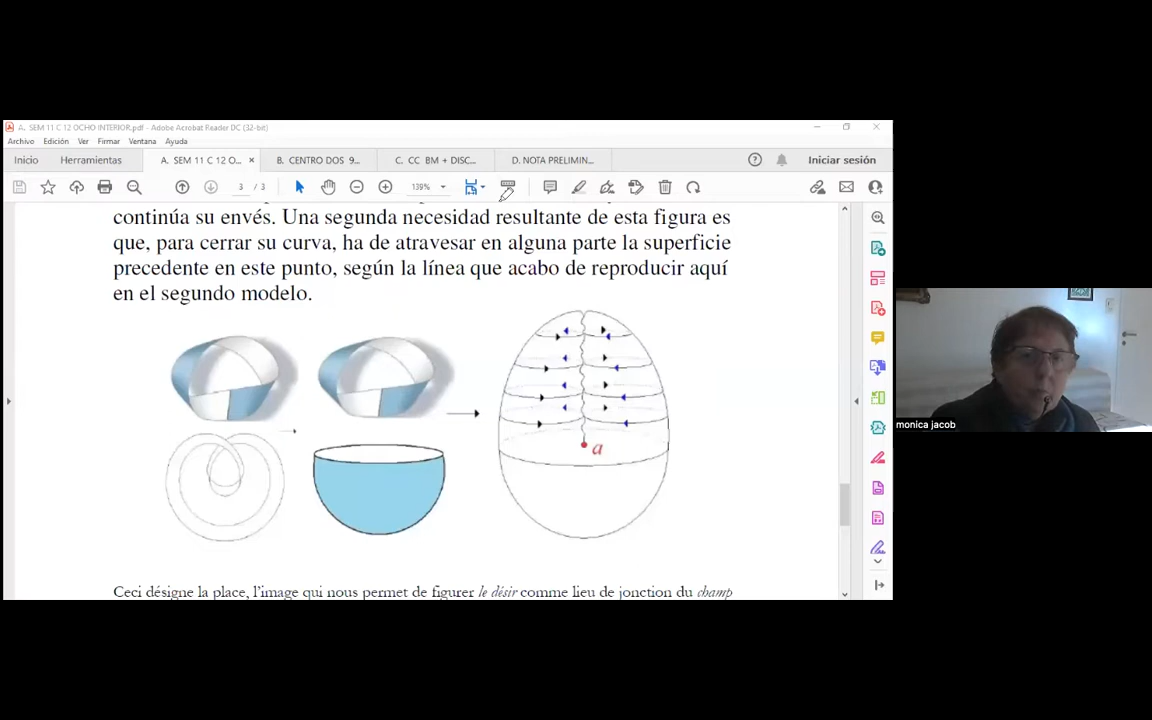 A. SEM 11 C 12 OCHO INTERIOR.pdf - Adobe Acrobat Reader DC (32-bit)
Archivo Edición Ver Firmar Ventana Ayuda
Inicio Herramientas A. SEM 11 C 12 O... × B. CENTRO DOS 9... C. CC BM + DISC... D. NOTA PRELIMIN... Iniciar sesión
3 / 3 139%
continúa su envés. Una segunda necesidad resultante de esta figura es
que, para cerrar su curva, ha de atravesar en alguna parte la superficie
precedente en este punto, según la línea que acabo de reproducir aquí
en el segundo modelo.
a
Ceci désigne la place, l'image qui nous permet de figurer le désir comme lieu de jonction du champ
monica jacob